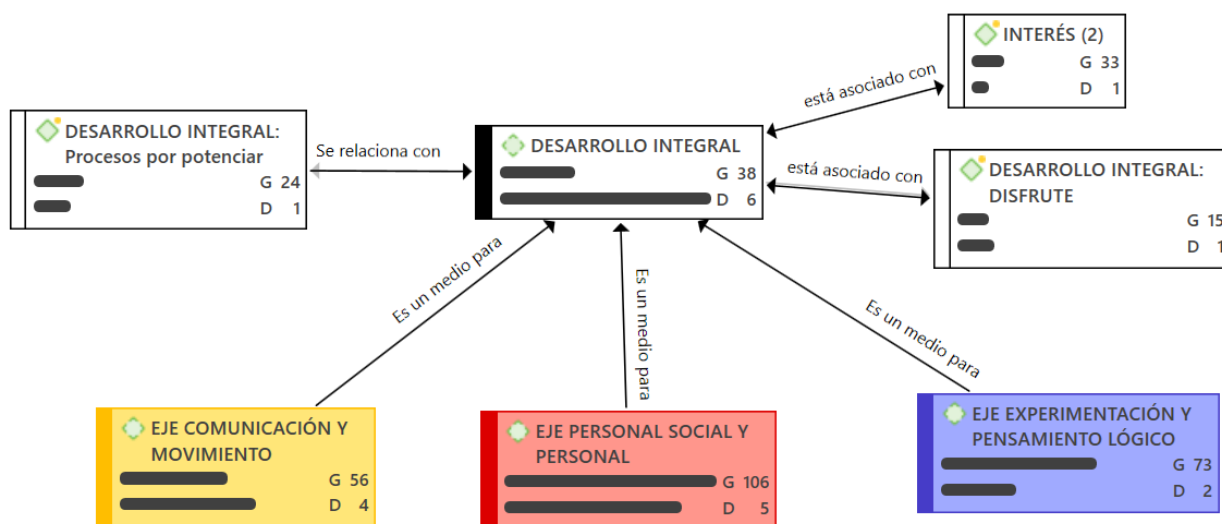 INTERÉS (2)
G 33
D 1
está asociado con
DESARROLLO INTEGRAL:
Procesos por potenciar
G 24
D 1
Se relaciona con
DESARROLLO INTEGRAL
G 38
D 6
está asociado con
DESARROLLO INTEGRAL:
DISFRUTE
G 15
D 1
Es un medio para
Es un medio para
Es un medio para
EJE COMUNICACIÓN Y
MOVIMIENTO
G 56
D 4
EJE PERSONAL SOCIAL Y
PERSONAL
G 106
D 5
EJE EXPERIMENTACIÓN Y
PENSAMIENTO LÓGICO
G 73
D 2